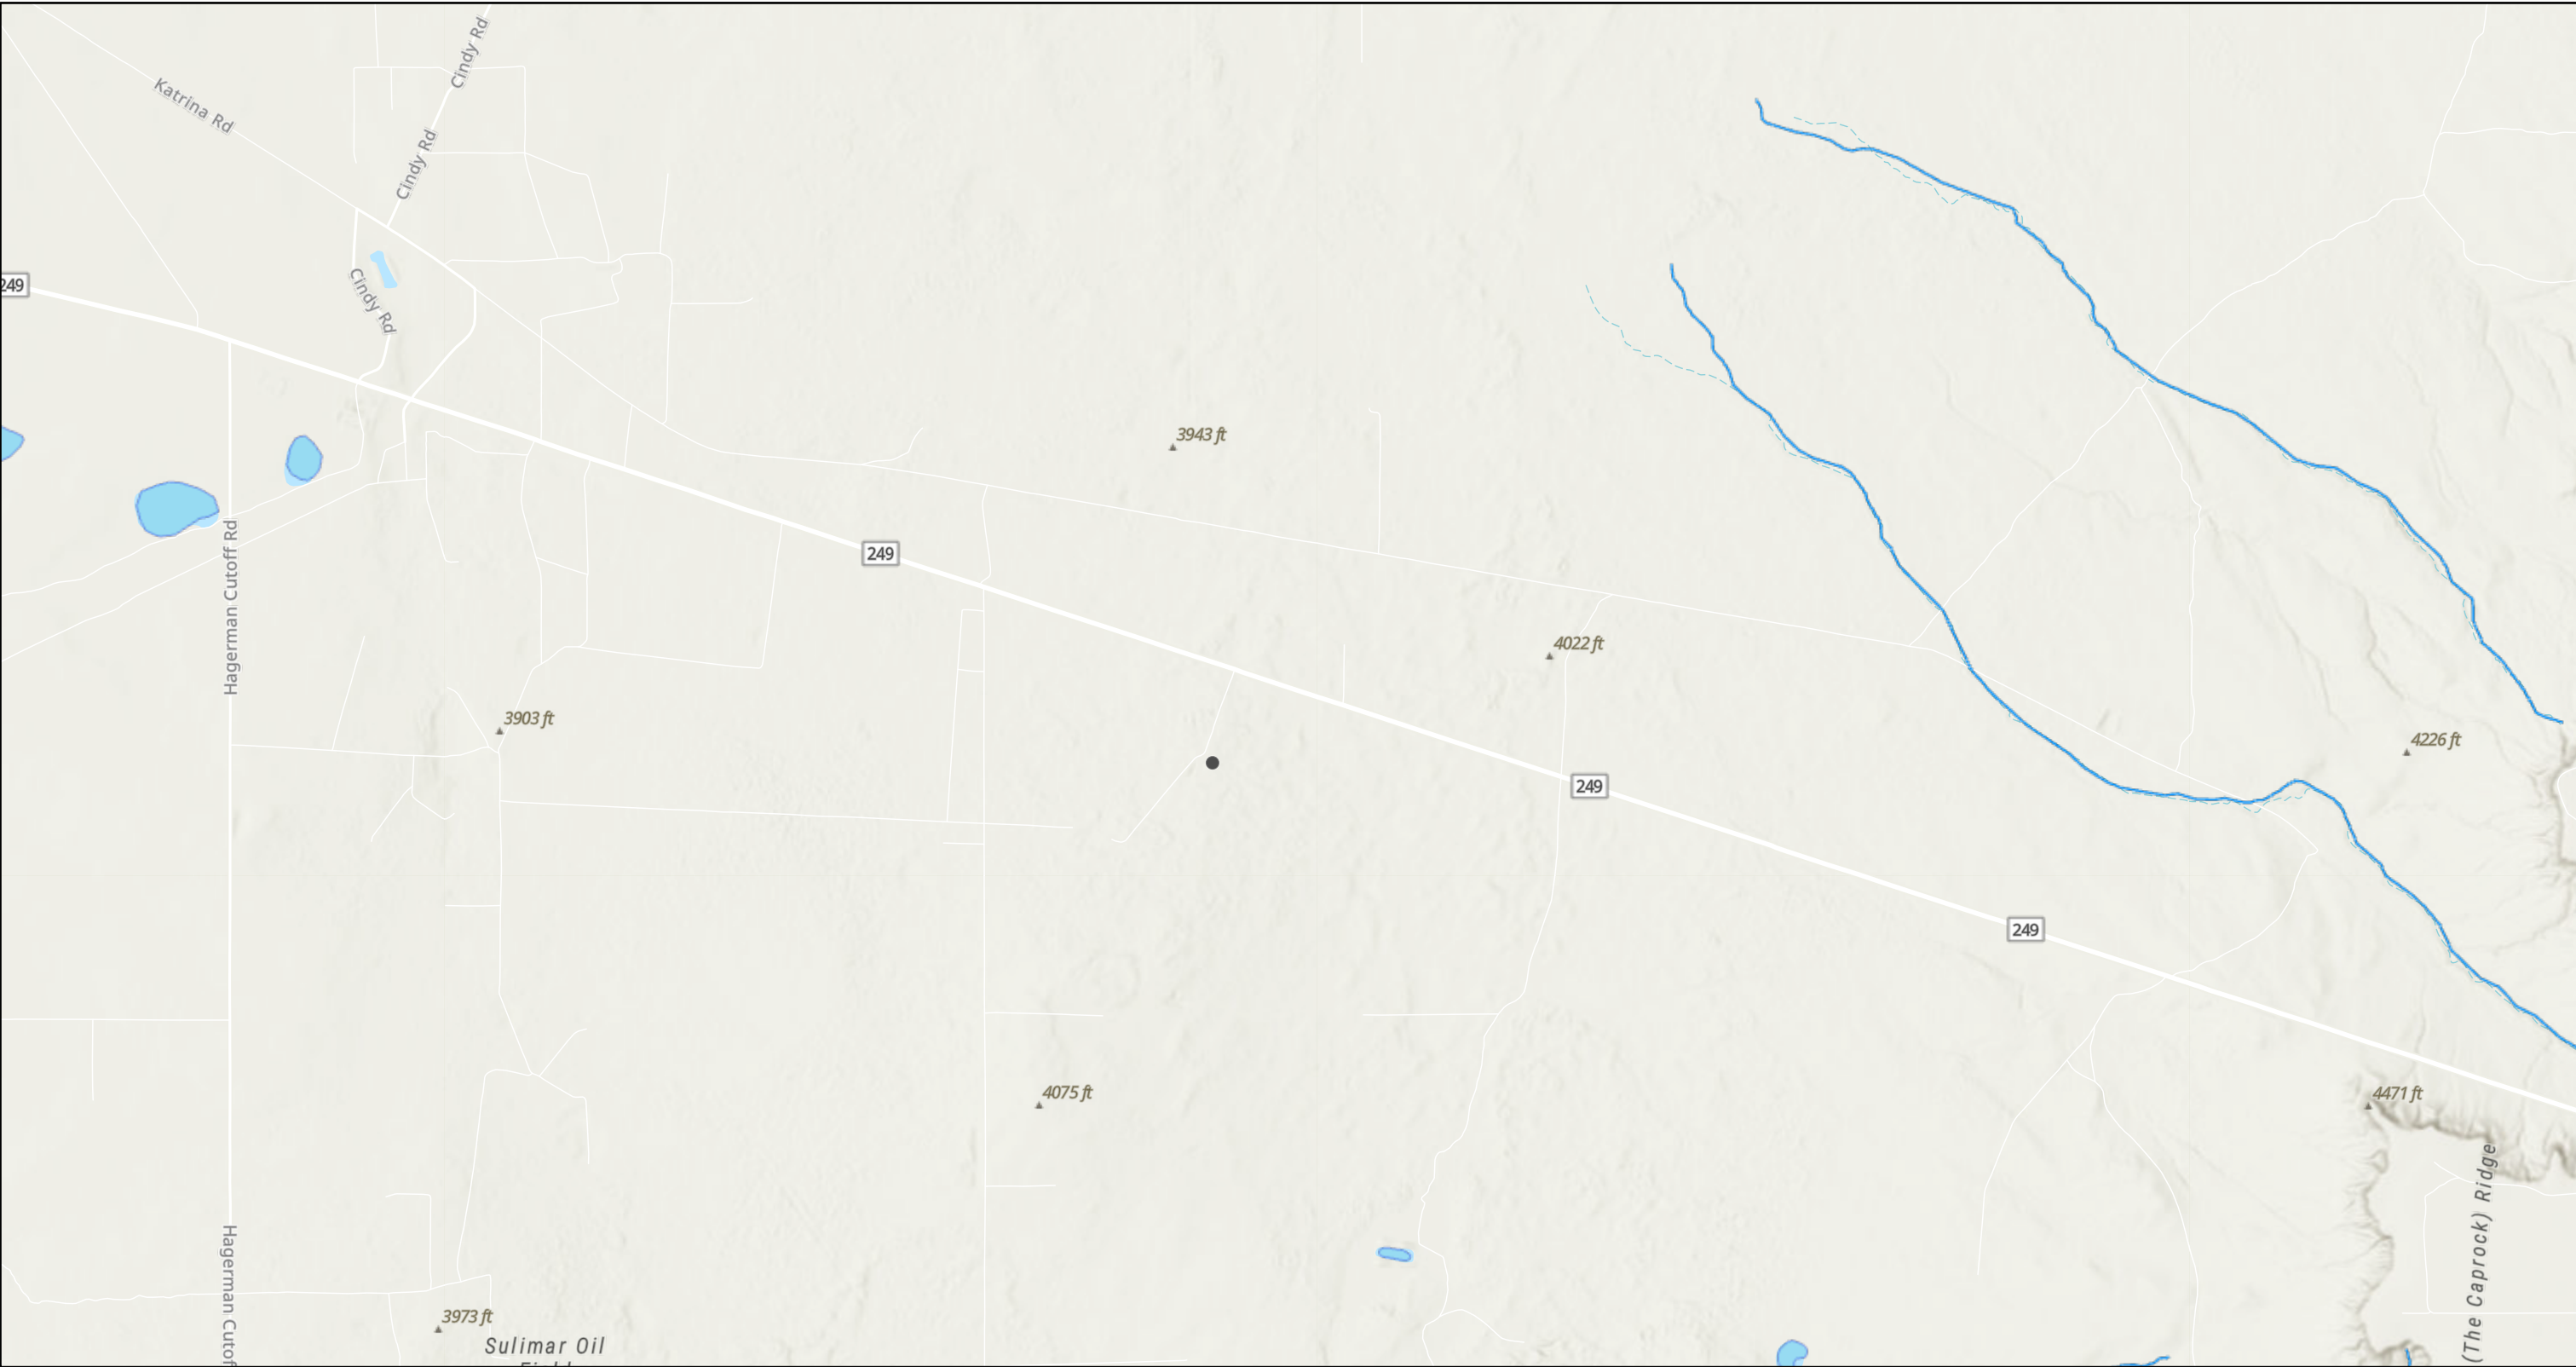 Cindy Rd
Katrina Rd
Cindy Rd
249
Cindy Rd
3943 ft
249
Hagerman Cutoff Rd
4022 ft
3903 ft
4226 ft
249
249
4075 ft
4471 ft
(The Caprock) Ridge
Hagerman Cutof
3973 ft
Sulimar Oil